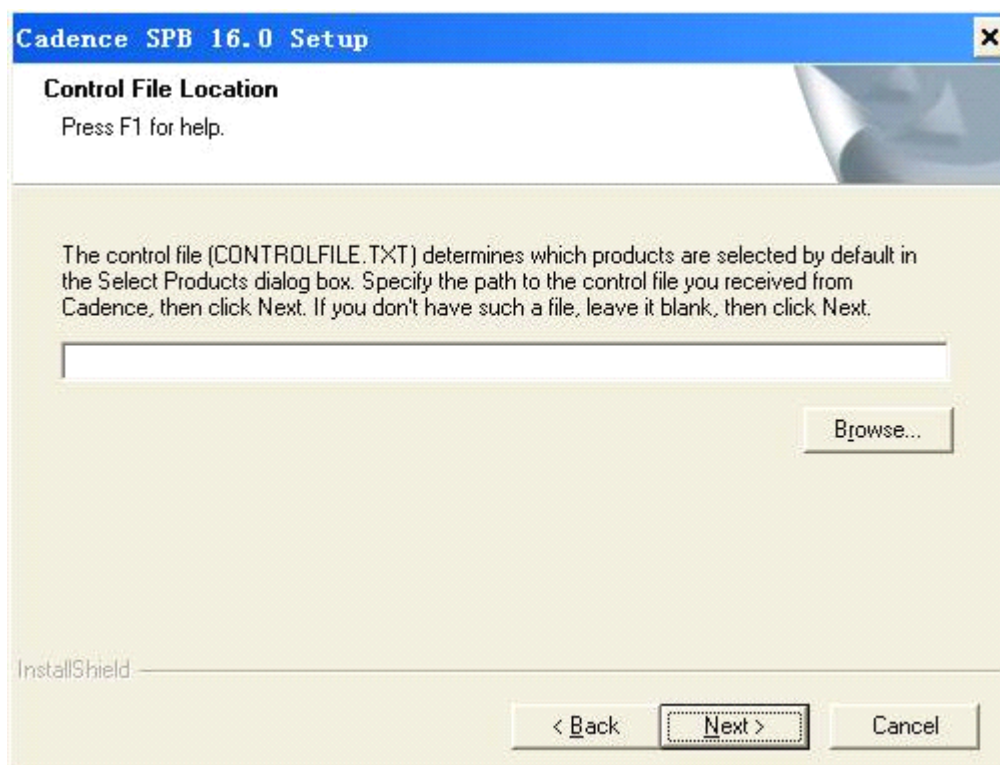 Cadence SPB 16.0 Setup
Control File Location
Press F1 for help.
The control file (CONTROLFILE.TXT) determines which products are selected by default in
the Select Products dialog box. Specify the path to the control file you received from
Cadence, then click Next. If you don't have such a file, leave it blank, then click Next.
Browse...
InstallShield
< Back
Next >
Cancel